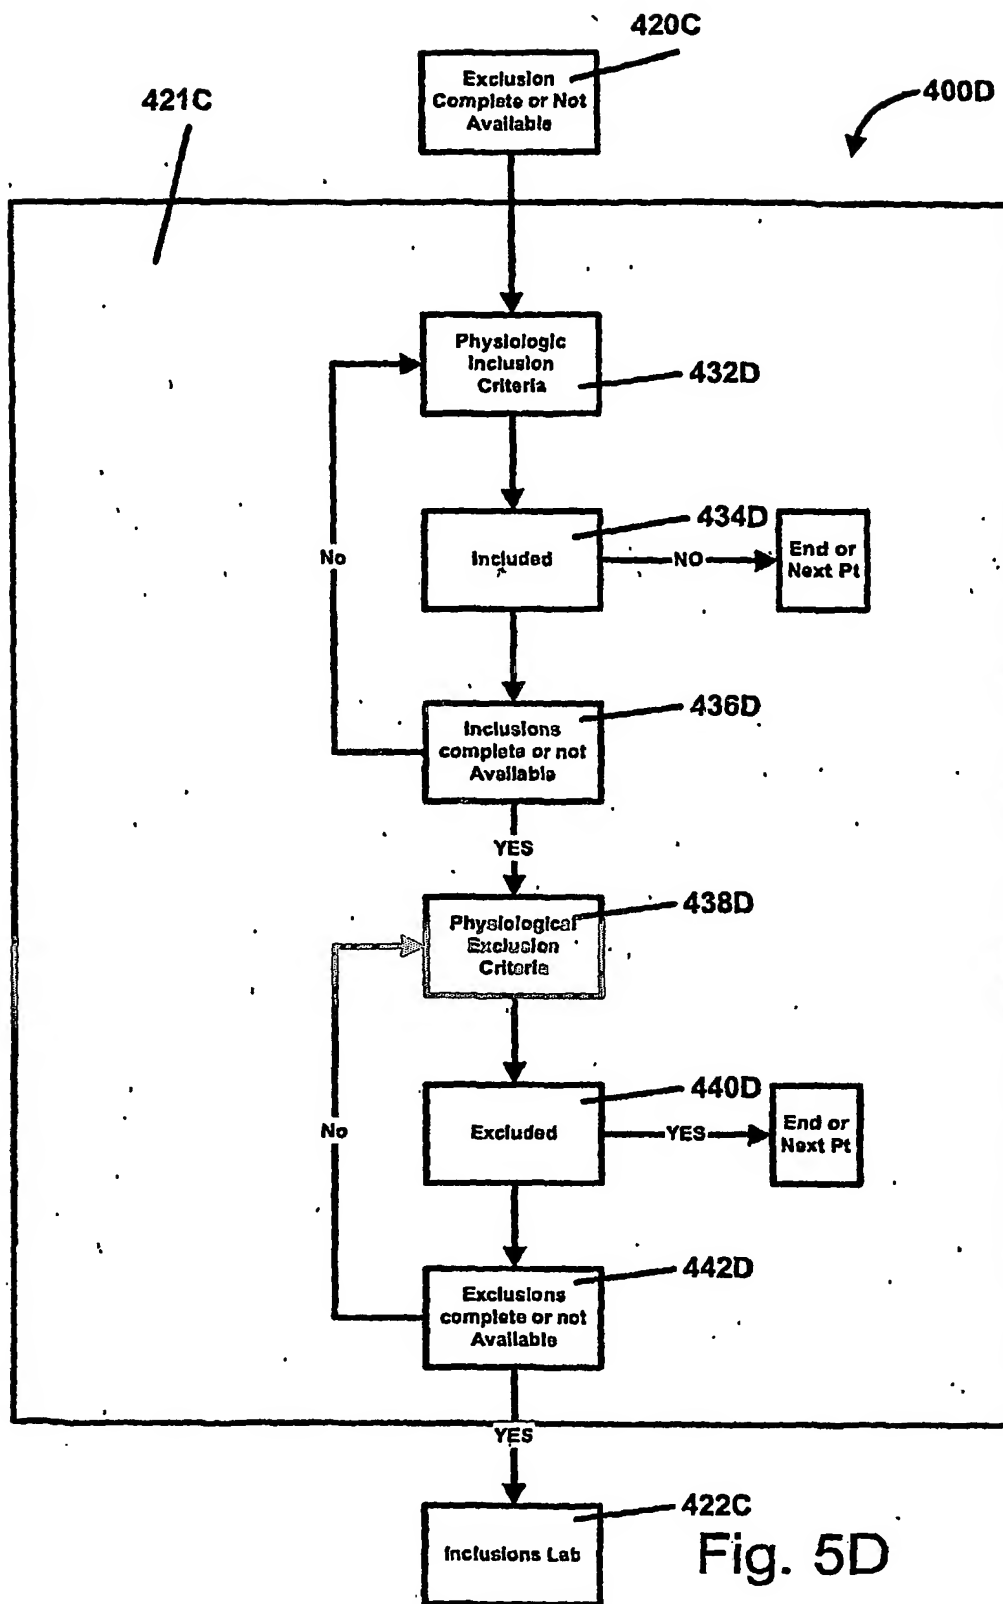 420C
Exclusion
Complete or Not
Available
421C
400D
Physiologic
Inclusion
Criteria
432D
434D
No
Included
NO
End or
Next Pt
436D
Inclusions
complete or not
Available
YES
438D
Physiological
Exclusion
Criteria
440D
No
Excluded
YES
End or
Next Pt
442D
Exclusions
complete or not
Available
YES
422C
Inclusions Lab
Fig. 5D